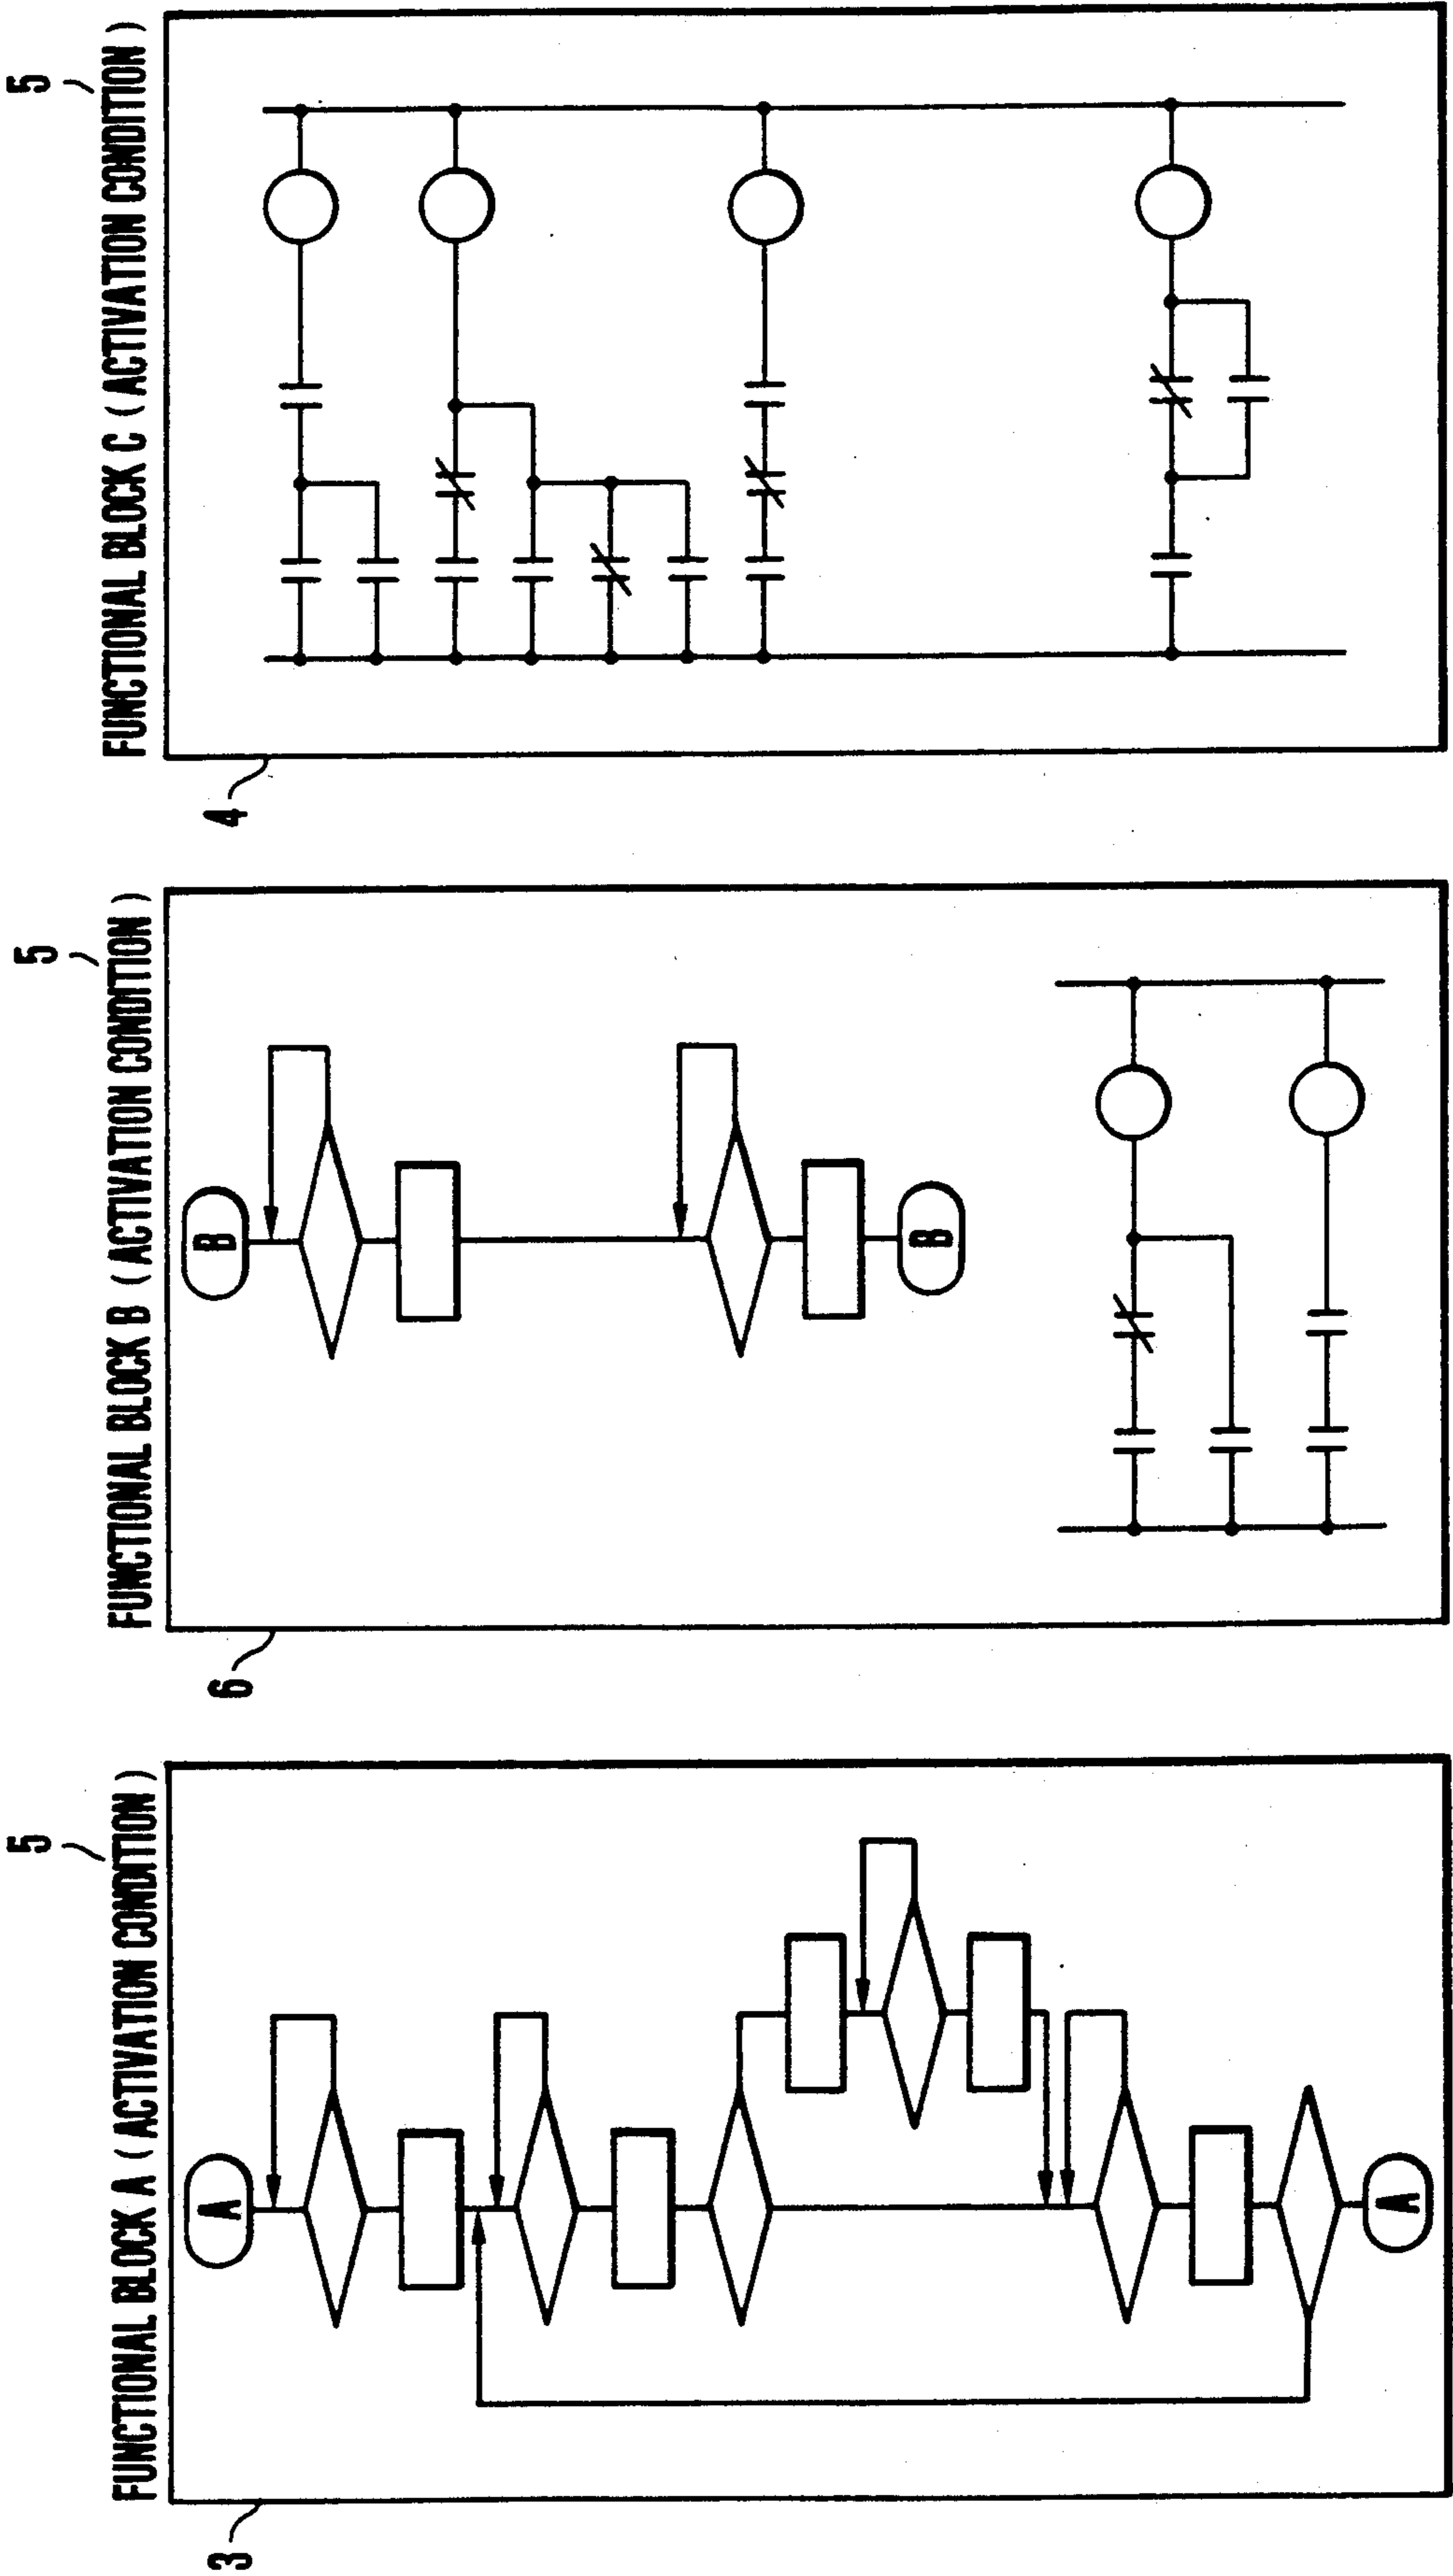 FUNCTIONAL BLOCK A (ACTIVATION CONDITION)
5
3
A
A
FUNCTIONAL BLOCK B (ACTIVATION CONDITION)
5
6
B
B
FUNCTIONAL BLOCK C (ACTIVATION CONDITION)
5
4